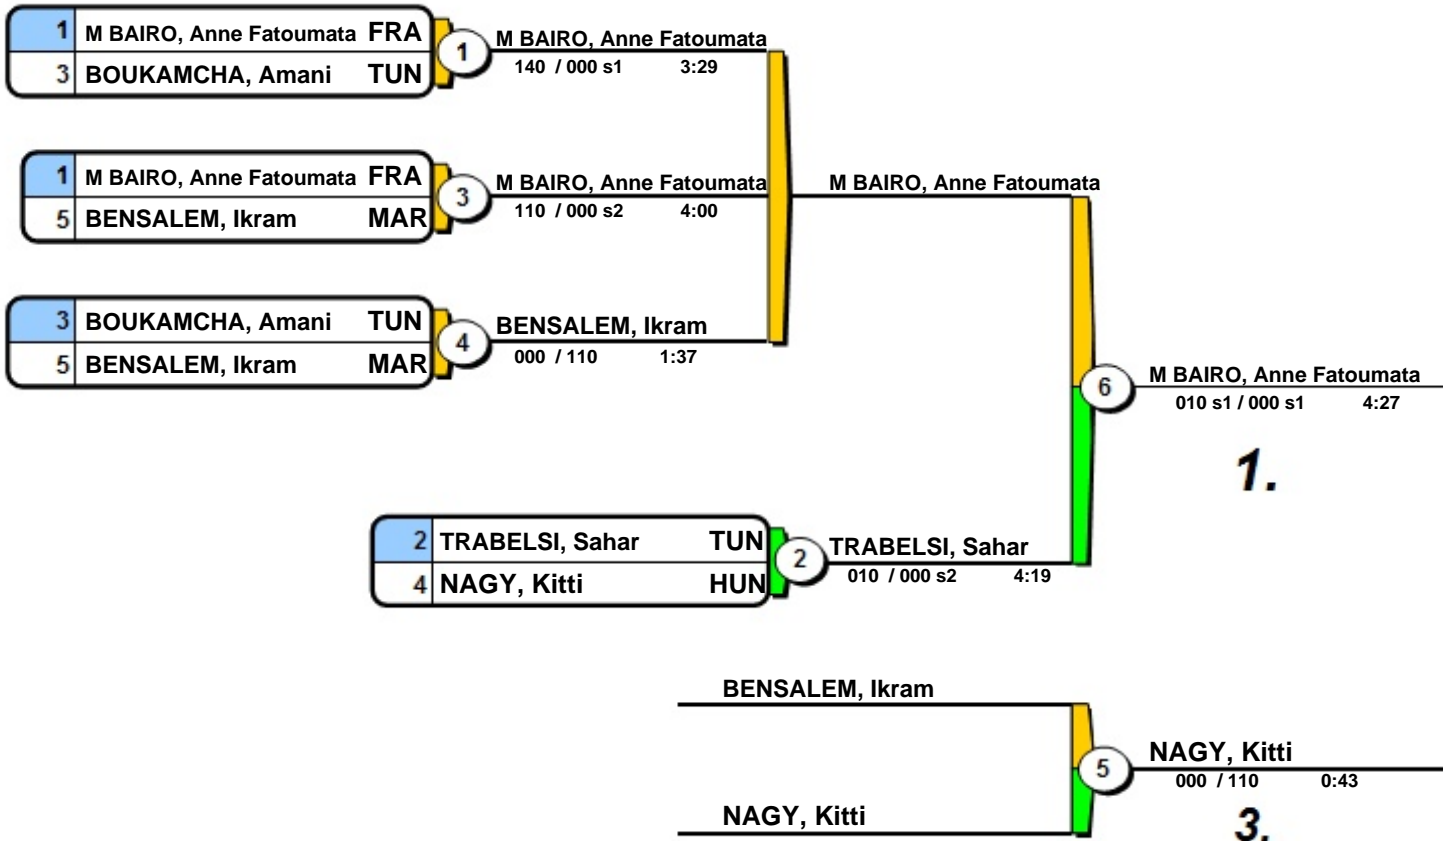 1 M BAIRO, Anne Fatoumata FRA
3 BOUKAMCHA, Amani TUN
1
M BAIRO, Anne Fatoumata
140 / 000 s1 3:29
1 M BAIRO, Anne Fatoumata FRA
5 BENSALEM, Ikram MAR
3
M BAIRO, Anne Fatoumata
110 / 000 s2 4:00
M BAIRO, Anne Fatoumata
3 BOUKAMCHA, Amani TUN
5 BENSALEM, Ikram MAR
4
BENSALEM, Ikram
000 / 110 1:37
6
M BAIRO, Anne Fatoumata
010 s1 / 000 s1 4:27
1.
2 TRABELSI, Sahar TUN
4 NAGY, Kitti HUN
2
TRABELSI, Sahar
010 / 000 s2 4:19
BENSALEM, Ikram
NAGY, Kitti
5
NAGY, Kitti
000 / 110 0:43
3.